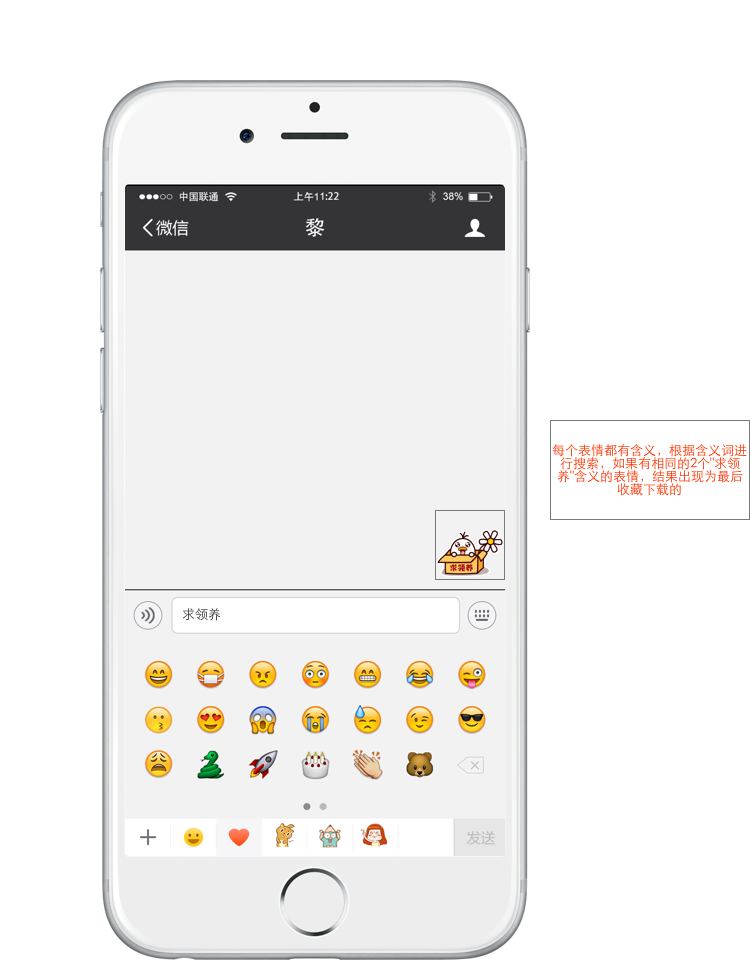 中国联通 上午11:22 38%
微信 黎
每个表情都有含义，根据含义词进
行搜索，如果有相同的2个"求领
养"含义的表情，结果出现为最后
收藏下载的
求领养
求领养
发送